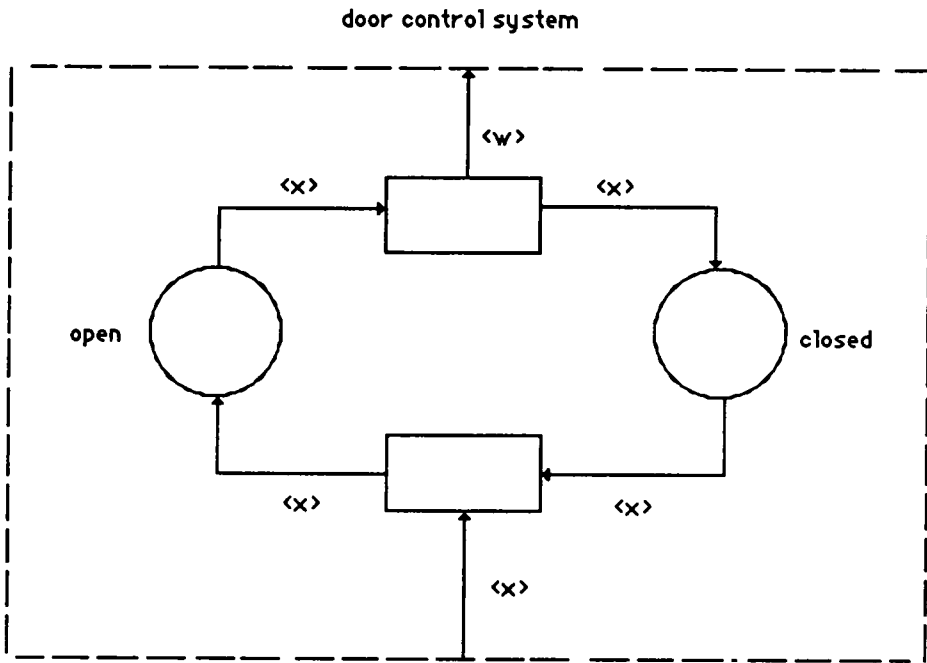 door control system
<w>
<x>
<x>
open
closed
<x>
<x>
<x>